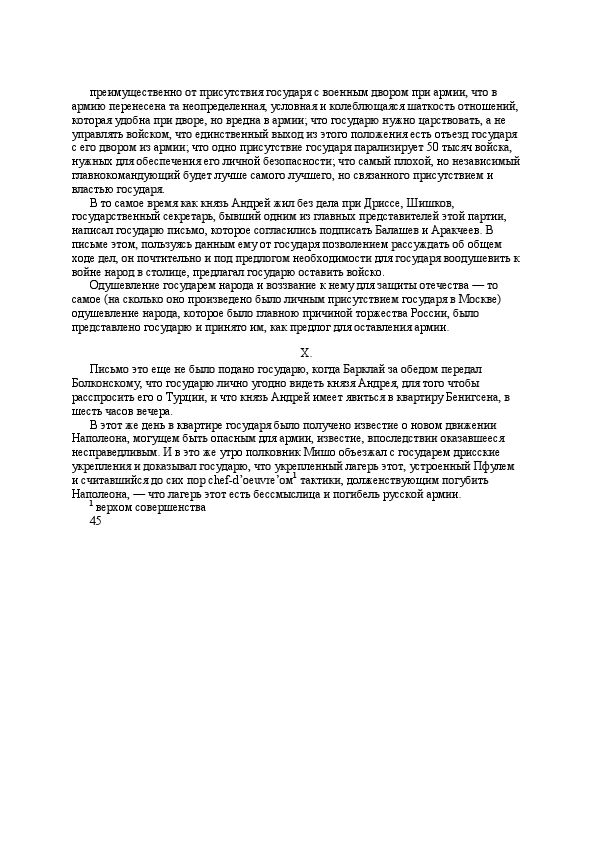 преимущественно от присутствия государя с военным двором при армии, что в
армию перенесена та неопределенная, условная и колеблющаяся шаткость отношений,
которая удобна при дворе, но вредна в армии; что государю нужно царствовать, а не
управлять войском, что единственный выход из этого положения есть отъезд государя
с его двором из армии; что одно присутствие государя парализирует 50 тысяч войска,
нужных для обеспечения его личной безопасности; что самый плохой, но независимый
главнокомандующий будет лучше самого лучшего, но связанного присутствием и
властью государя.
В то самое время как князь Андрей жил без дела при Дриссе, Шишков,
государственный секретарь, бывший одним из главных представителей этой партии,
написал государю письмо, которое согласились подписать Балашев и Аракчеев. В
письме этом, пользуясь данным ему от государя позволением рассуждать об общем
ходе дел, он почтительно и под предлогом необходимости для государя воодушевить к
войне народ в столице, предлагал государю оставить войско.
Одушевление государем народа и воззвание к нему для защиты отечества — то
самое (на сколько оно произведено было личным присутствием государя в Москве)
одушевление народа, которое было главною причиной торжества России, было
представлено государю и принято им, как предлог для оставления армии.
X.
Письмо это еще не было подано государю, когда Барклай за обедом передал
Болконскому, что государю лично угодно видеть князя Андрея, для того чтобы
расспросить его о Турции, и что князь Андрей имеет явиться в квартиру Бенигсена, в
шесть часов вечера.
В этот же день в квартире государя было получено известие о новом движении
Наполеона, могущем быть опасным для армии, известие, впоследствии оказавшееся
несправедливым. И в это же утро полковник Мишо объезжал с государем дрисские
укрепления и доказывал государю, что укрепленный лагерь этот, устроенный Пфулем
и считавшийся до сих пор chef-d’oeuvre’ом¹ тактики, долженствующим погубить
Наполеона, — что лагерь этот есть бессмыслица и погибель русской армии.
¹ верхом совершенства
45